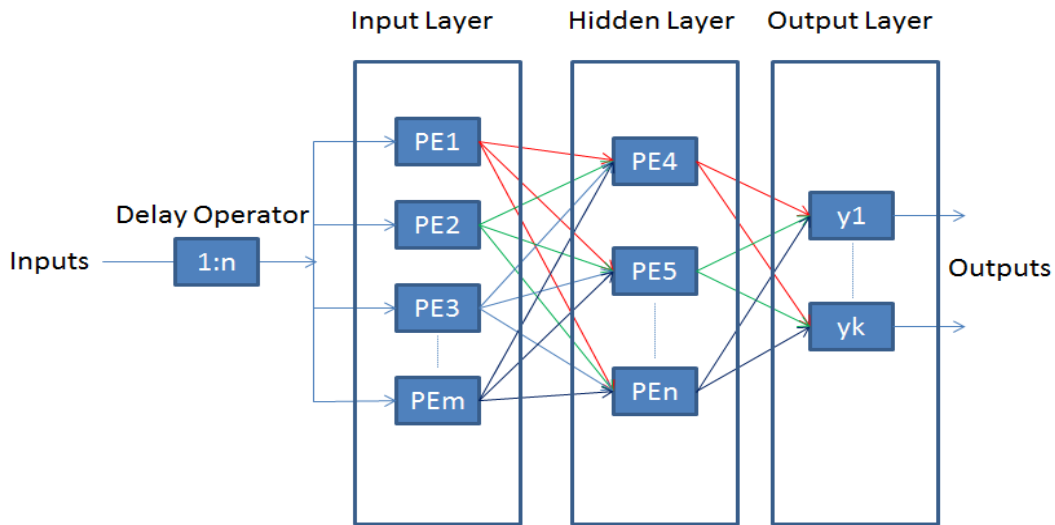 Input Layer
Hidden Layer
Output Layer
PE1
PE4
PE2
y1
Delay Operator
Inputs
1:n
PE5
Outputs
PE3
yk
PEm
PEn